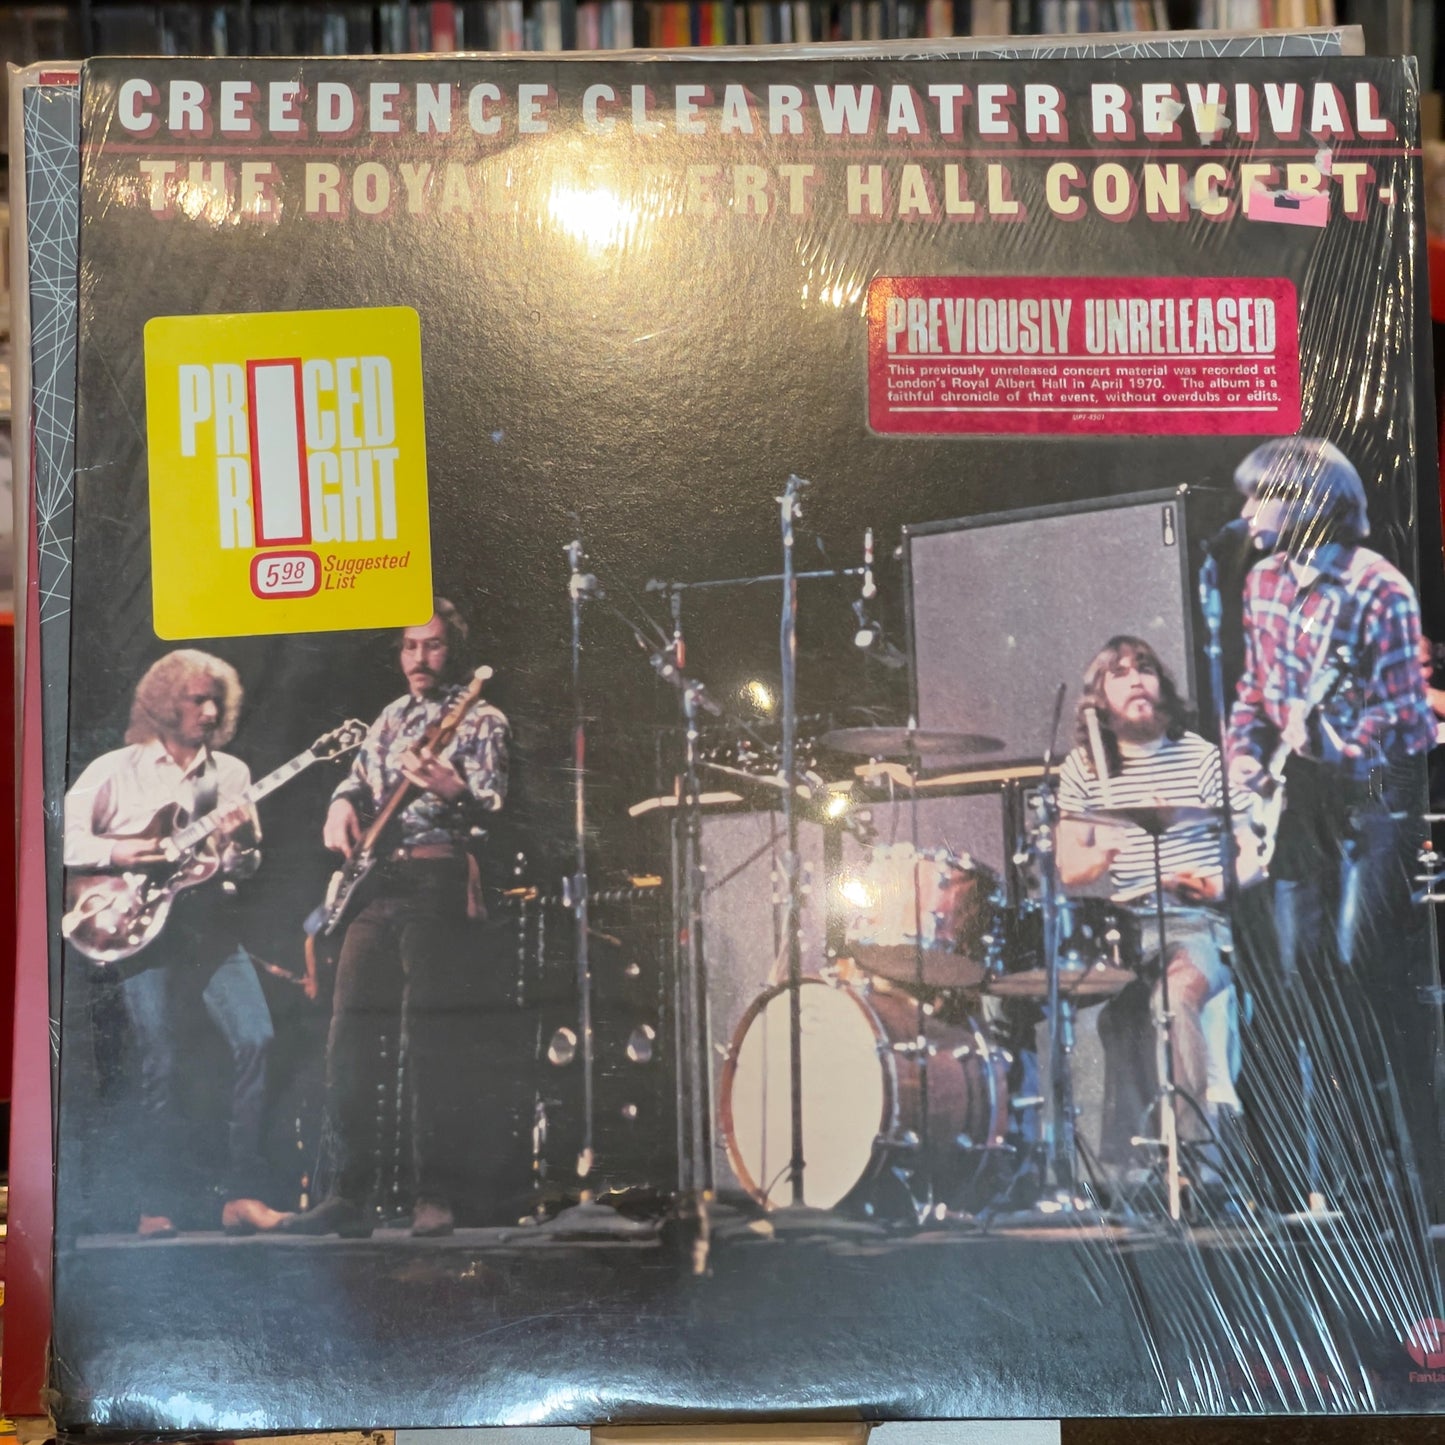 CREEDENCE CLEARWATER REVIVAL
·THE ROYAL ALBERT HALL CONCERT·
PREVIOUSLY UNRELEASED
This previously unreleased concert material was recorded at
London's Royal Albert Hall in April 1970. The album is a
faithful chronicle of that event, without overdubs or edits.
MPF-4501
PRICED
RIGHT
5 98 Suggested
List